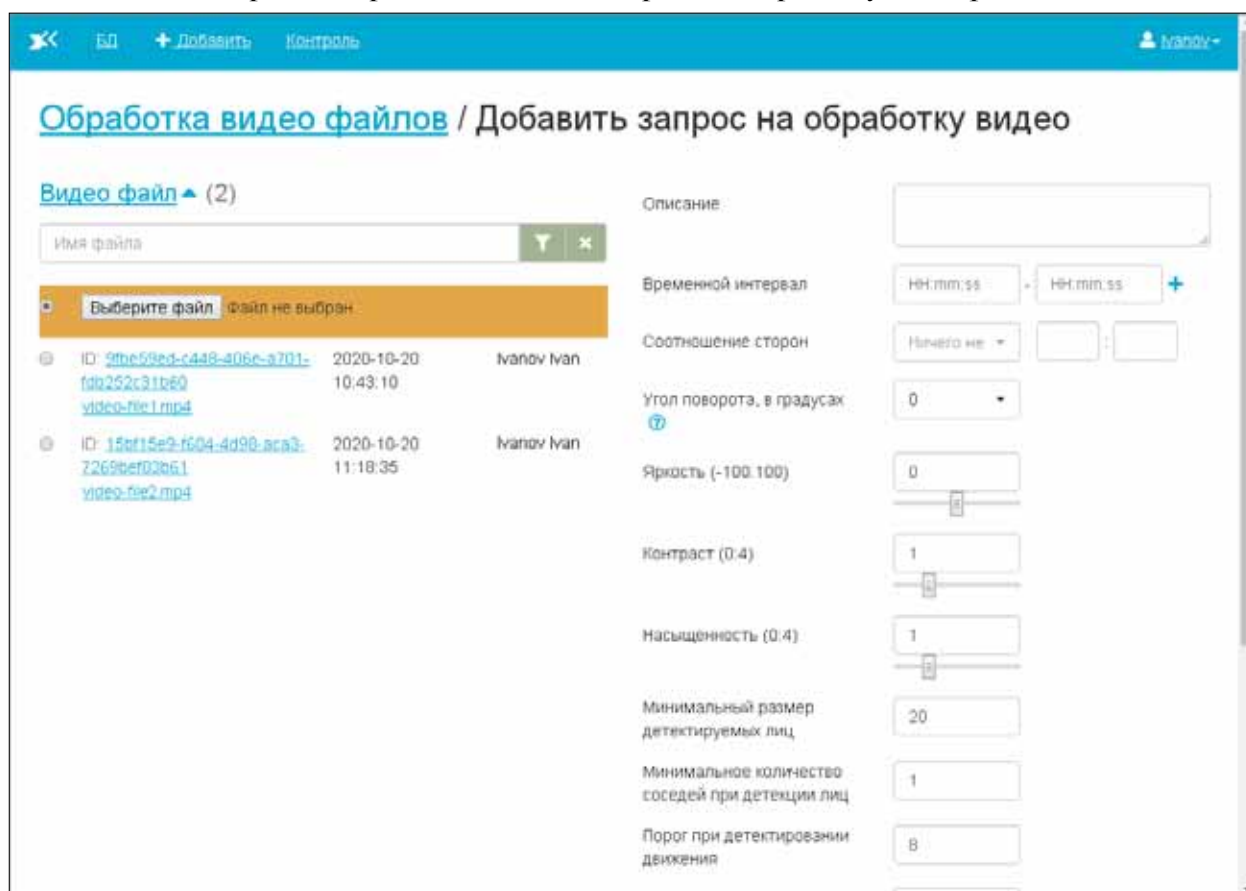 БД + Добавить Контроль Ivanov
Обработка видео файлов / Добавить запрос на обработку видео
Видео файл (2)
Имя файла
Выберите файл Файл не выбран
ID: 9fbe59ed-c448-406e-a701-
fdb252c31b60
video-file1.mp4
2020-10-20
10:43:10
Ivanov Ivan
ID: 15bf15e9-f604-4d98-aca3-
7269bef03b61
video-file2.mp4
2020-10-20
11:18:35
Ivanov Ivan
Описание
Временной интервал HH:mm:ss - HH:mm:ss +
Соотношение сторон Ничего не :
Угол поворота, в градусах 0
?
Яркость (-100:100) 0
Контраст (0:4) 1
Насыщенность (0:4) 1
Минимальный размер
детектируемых лиц
20
Минимальное количество
соседей при детекции лиц
1
Порог при детектировании
движения
8